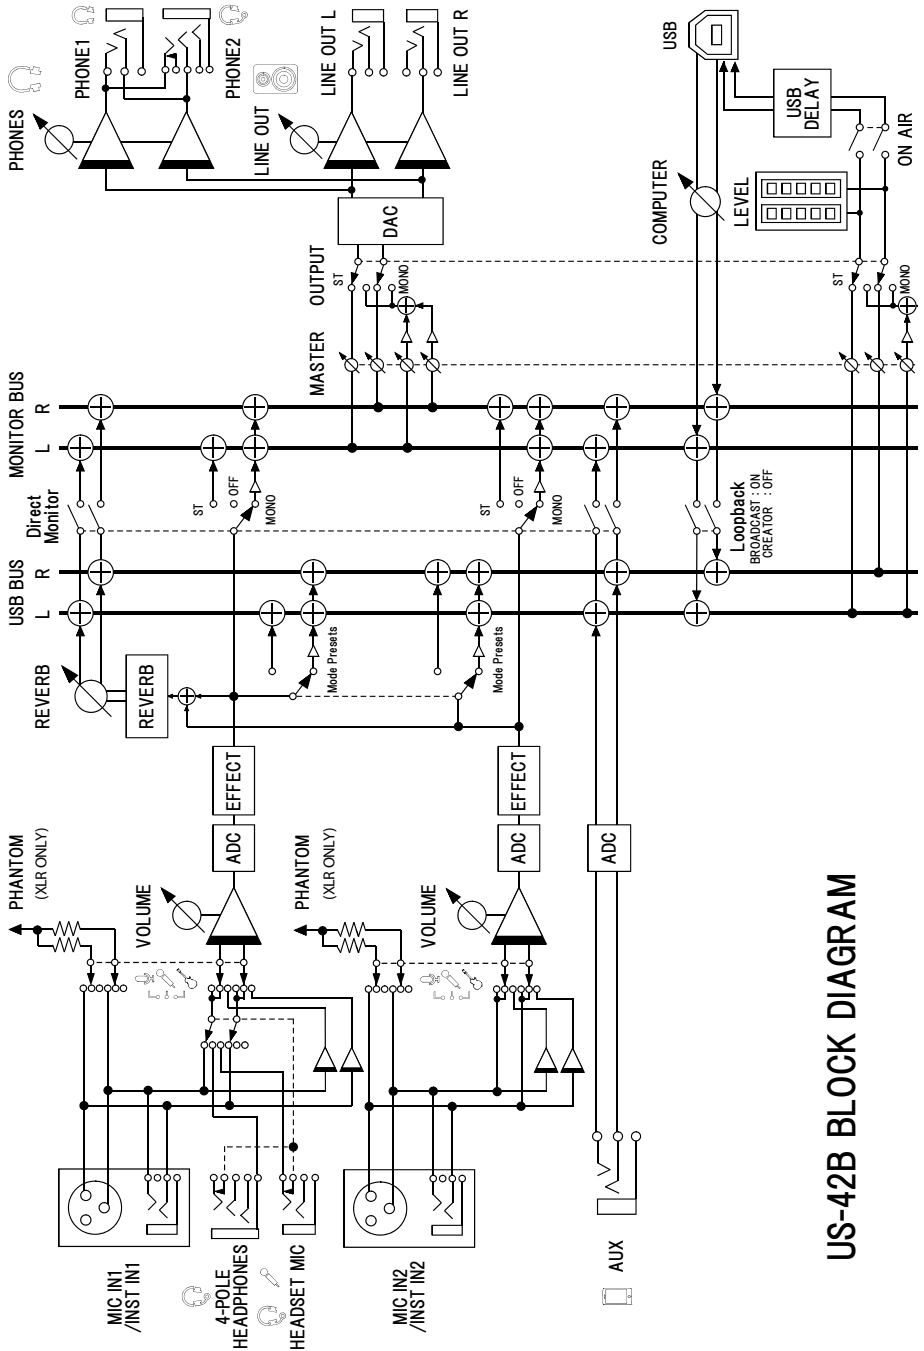 MIC IN1
/INST IN1
4-POLE
HEADPHONES
HEADSET MIC
MIC IN2
/INST IN2
AUX
PHANTOM
(XLR ONLY)
VOLUME
PHANTOM
(XLR ONLY)
VOLUME
ADC
EFFECT
ADC
EFFECT
ADC
REVERB
REVERB
Mode Presets
Mode Presets
USB BUS
L
R
Direct
Monitor
ST
OFF
MONO
ST
OFF
MONO
Loopback
BROADCAST : ON
CREATOR : OFF
MONITOR BUS
L
R
MASTER
OUTPUT
ST
MONO
ST
MONO
DAC
COMPUTER
LEVEL
ON AIR
USB
DELAY
USB
PHONES
LINE OUT
PHONE1
PHONE2
LINE OUT L
LINE OUT R
US-42B BLOCK DIAGRAM